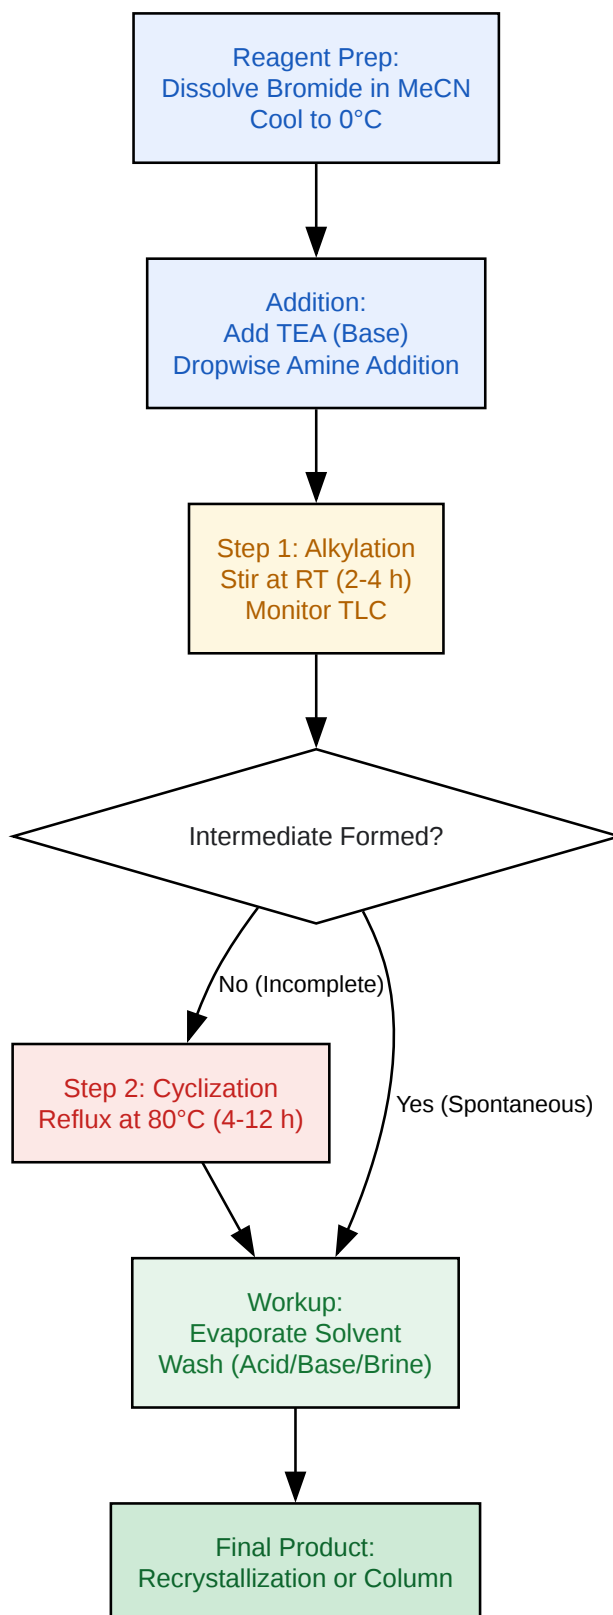 Reagent Prep:
Dissolve Bromide in MeCN
Cool to 0°C
Addition:
Add TEA (Base)
Dropwise Amine Addition
Step 1: Alkylation
Stir at RT (2-4 h)
Monitor TLC
Intermediate Formed?
No (Incomplete)
Step 2: Cyclization
Reflux at 80°C (4-12 h)
Yes (Spontaneous)
Workup:
Evaporate Solvent
Wash (Acid/Base/Brine)
Final Product:
Recrystallization or Column